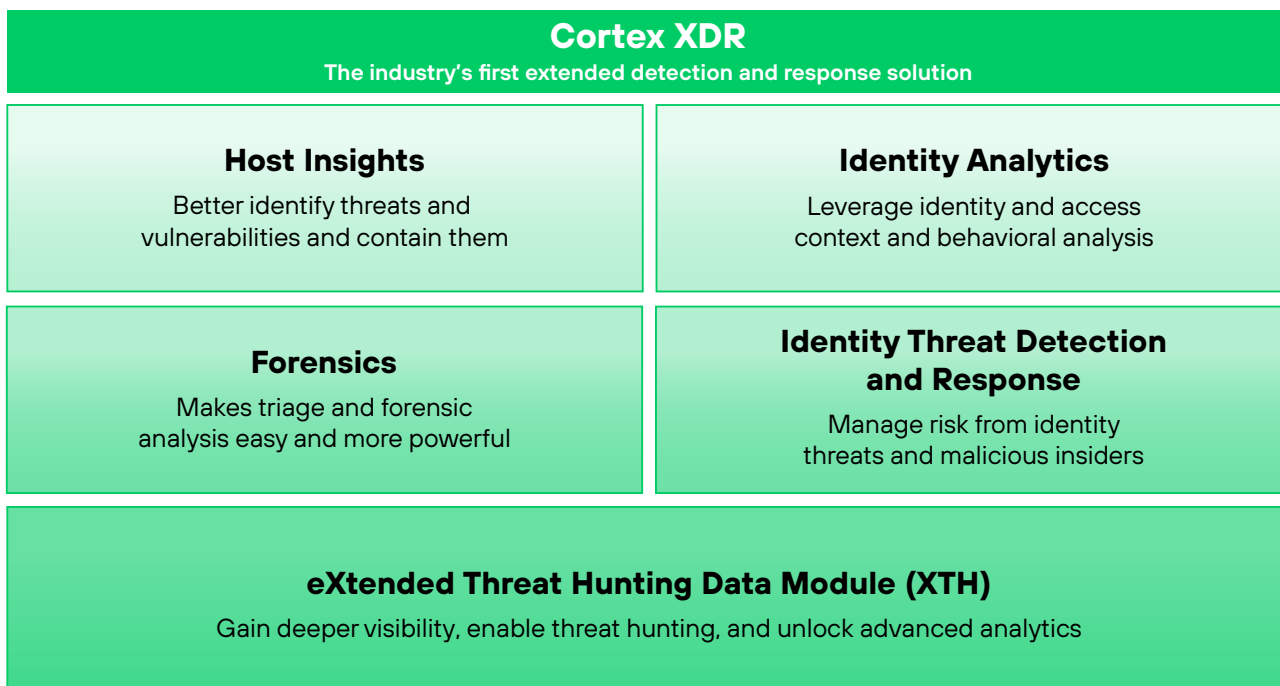 Cortex XDR
The industry’s first extended detection and response solution
Host Insights
Better identify threats and
vulnerabilities and contain them
Identity Analytics
Leverage identity and access
context and behavioral analysis
Forensics
Makes triage and forensic
analysis easy and more powerful
Identity Threat Detection
and Response
Manage risk from identity
threats and malicious insiders
eXtended Threat Hunting Data Module (XTH)
Gain deeper visibility, enable threat hunting, and unlock advanced analytics